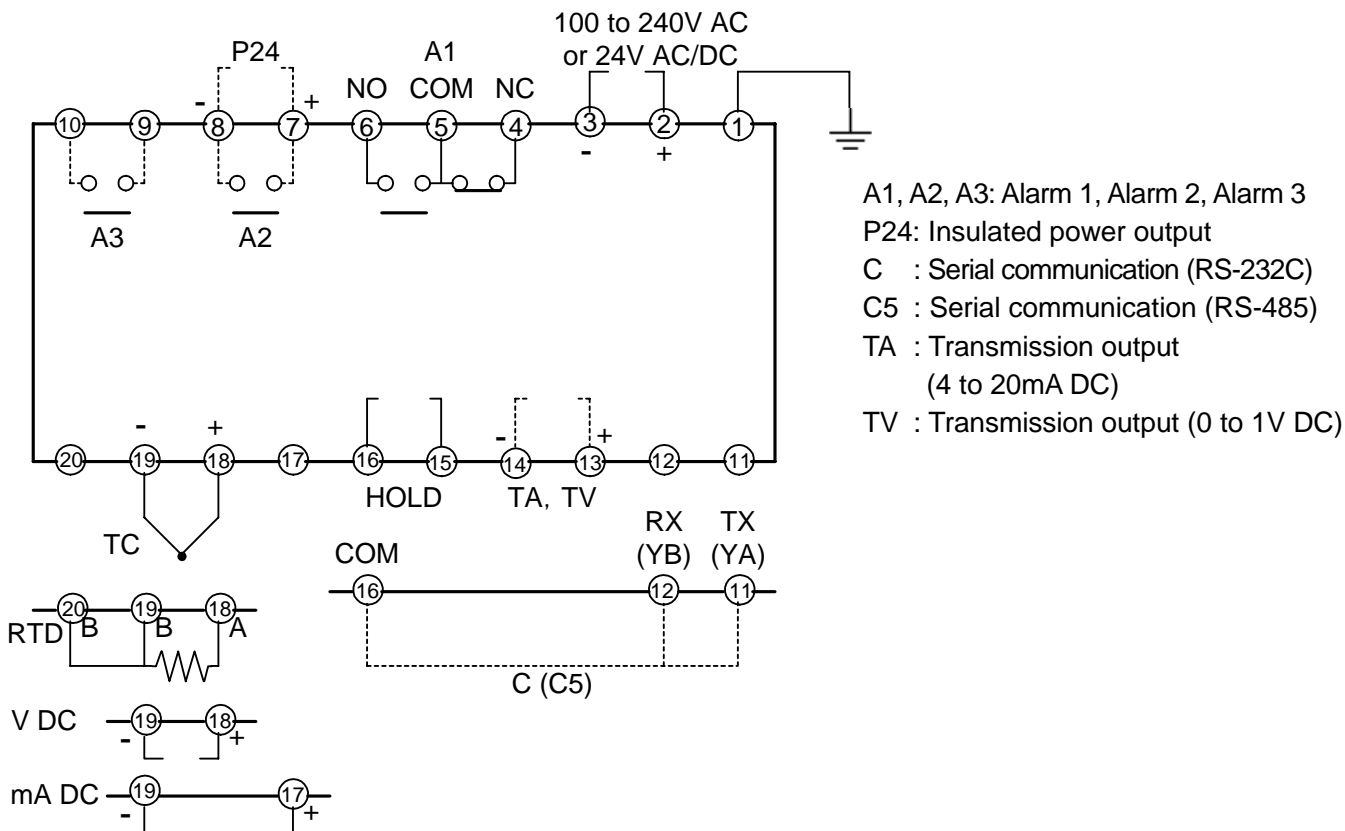 100 to 240V AC
or 24V AC/DC
P24 A1
NO COM NC
- +
10 9 8 7 6 5 4 3 2 1
- +
A3 A2
A1, A2, A3: Alarm 1, Alarm 2, Alarm 3
P24: Insulated power output
C : Serial communication (RS-232C)
C5 : Serial communication (RS-485)
TA : Transmission output
(4 to 20mA DC)
TV : Transmission output (0 to 1V DC)
- + - +
20 19 18 17 16 15 14 13 12 11
HOLD TA, TV
TC
RX TX
COM (YB) (YA)
16 12 11
C (C5)
20 19 18
RTD B B A
V DC 19 18
- +
mA DC 19 17
- +